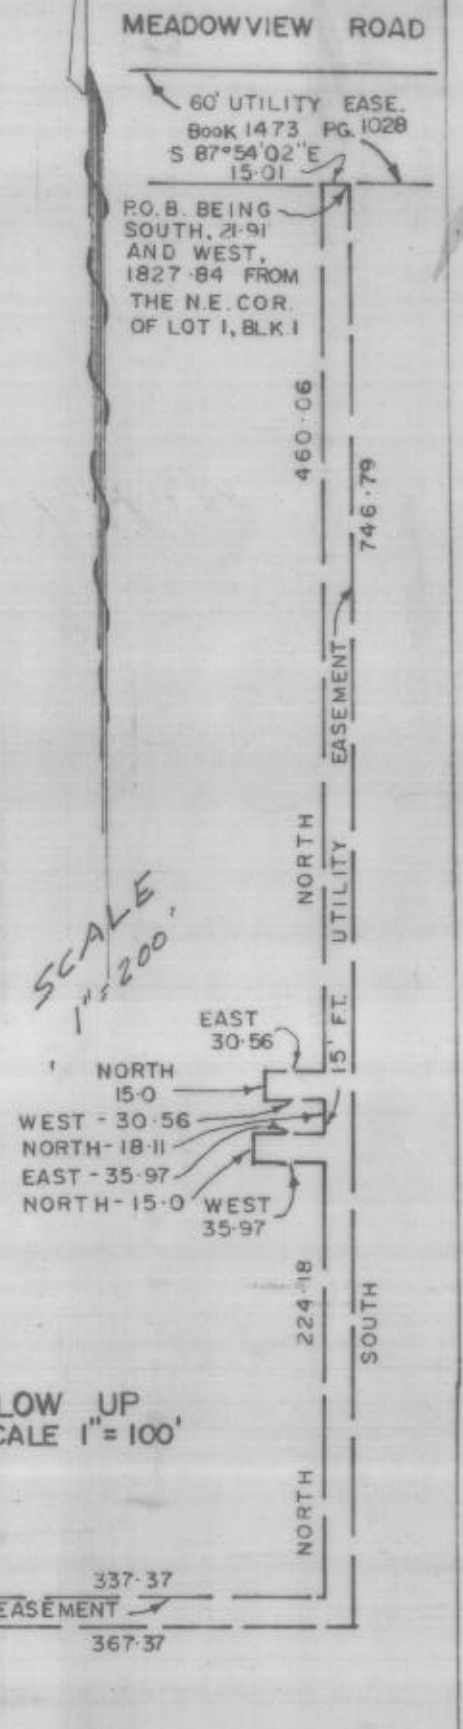 MEADOWVIEW ROAD
60' UTILITY EASE.
BOOK 1473 PG. 1028
S 87°54'02"E
15.01
P.O.B. BEING
SOUTH, 21.91
AND WEST,
1827.84 FROM
THE N.E. COR.
OF LOT 1, BLK.1
460.06
746.79
NORTH
15' FT. UTILITY EASEMENT
SCALE
1"=200'
EAST
30.56
NORTH
15.0
WEST - 30.56
NORTH - 18.11
EAST - 35.97
NORTH - 15.0
WEST
35.97
224.18
SOUTH
LOW UP
CALE 1"=100'
NORTH
337.37
EASEMENT
367.37